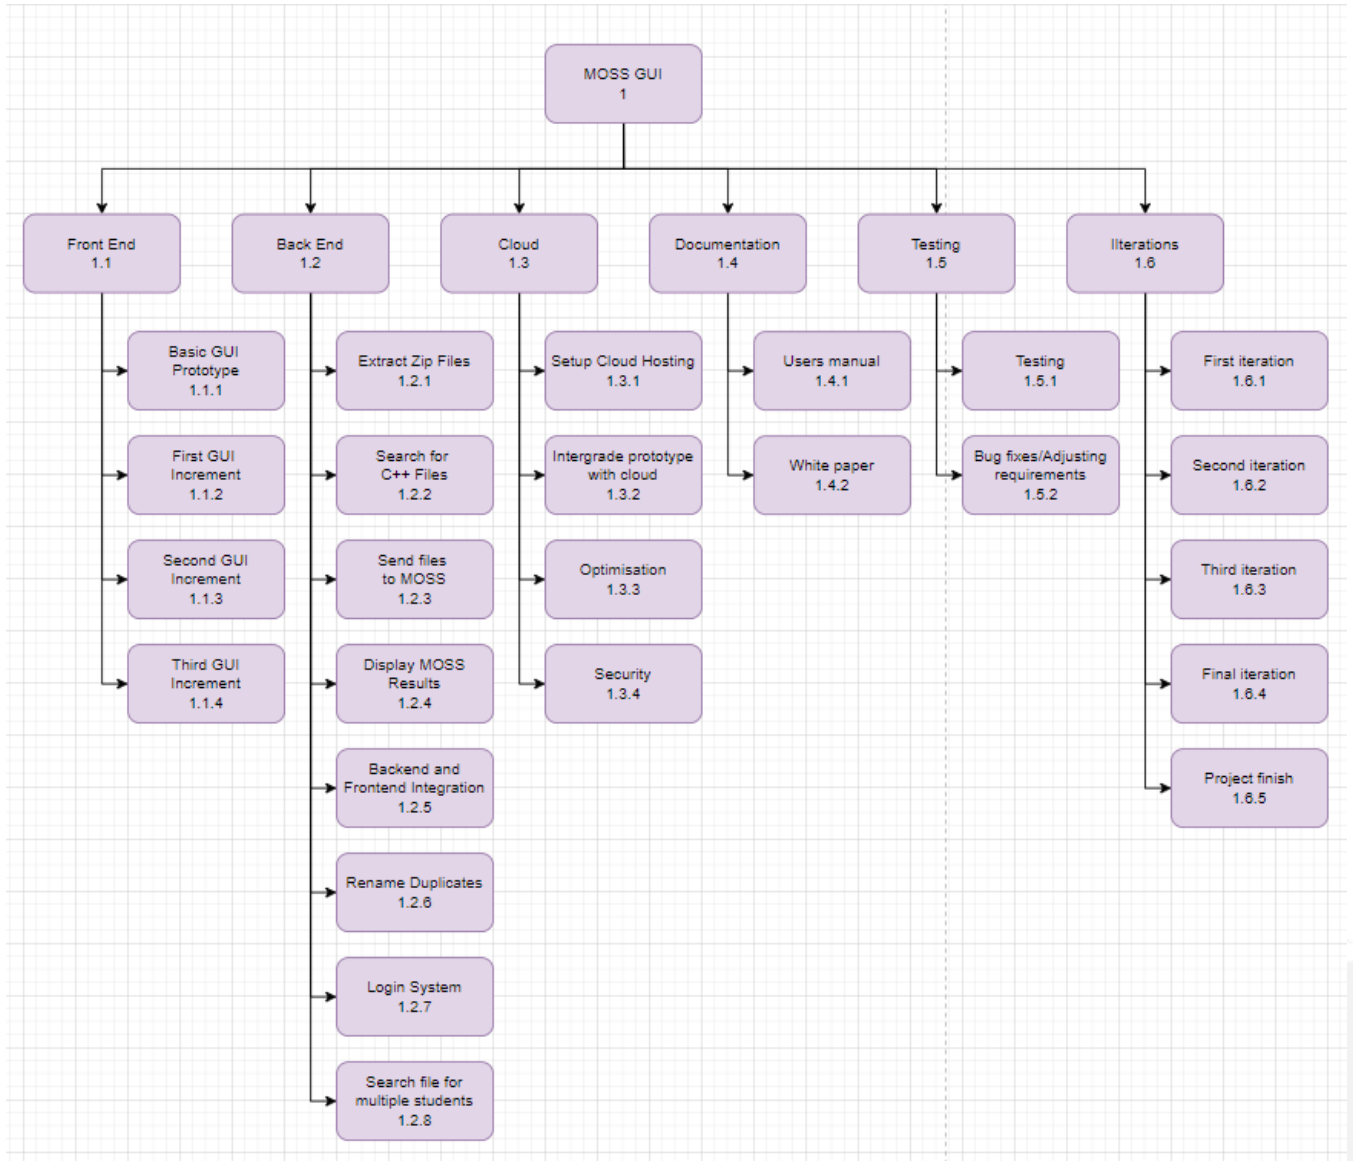 MOSS GUI
1
Front End
1.1
Back End
1.2
Cloud
1.3
Documentation
1.4
Testing
1.5
IIterations
1.6
Basic GUI
Prototype
1.1.1
First GUI
Increment
1.1.2
Second GUI
Increment
1.1.3
Third GUI
Increment
1.1.4
Extract Zip Files
1.2.1
Search for
C++ Files
1.2.2
Send files
to MOSS
1.2.3
Display MOSS
Results
1.2.4
Backend and
Frontend Integration
1.2.5
Rename Duplicates
1.2.6
Login System
1.2.7
Search file for
multiple students
1.2.8
Setup Cloud Hosting
1.3.1
Intergrade prototype
with cloud
1.3.2
Optimisation
1.3.3
Security
1.3.4
Users manual
1.4.1
White paper
1.4.2
Testing
1.5.1
Bug fixes/Adjusting
requirements
1.5.2
First iteration
1.6.1
Second iteration
1.6.2
Third iteration
1.6.3
Final iteration
1.6.4
Project finish
1.6.5